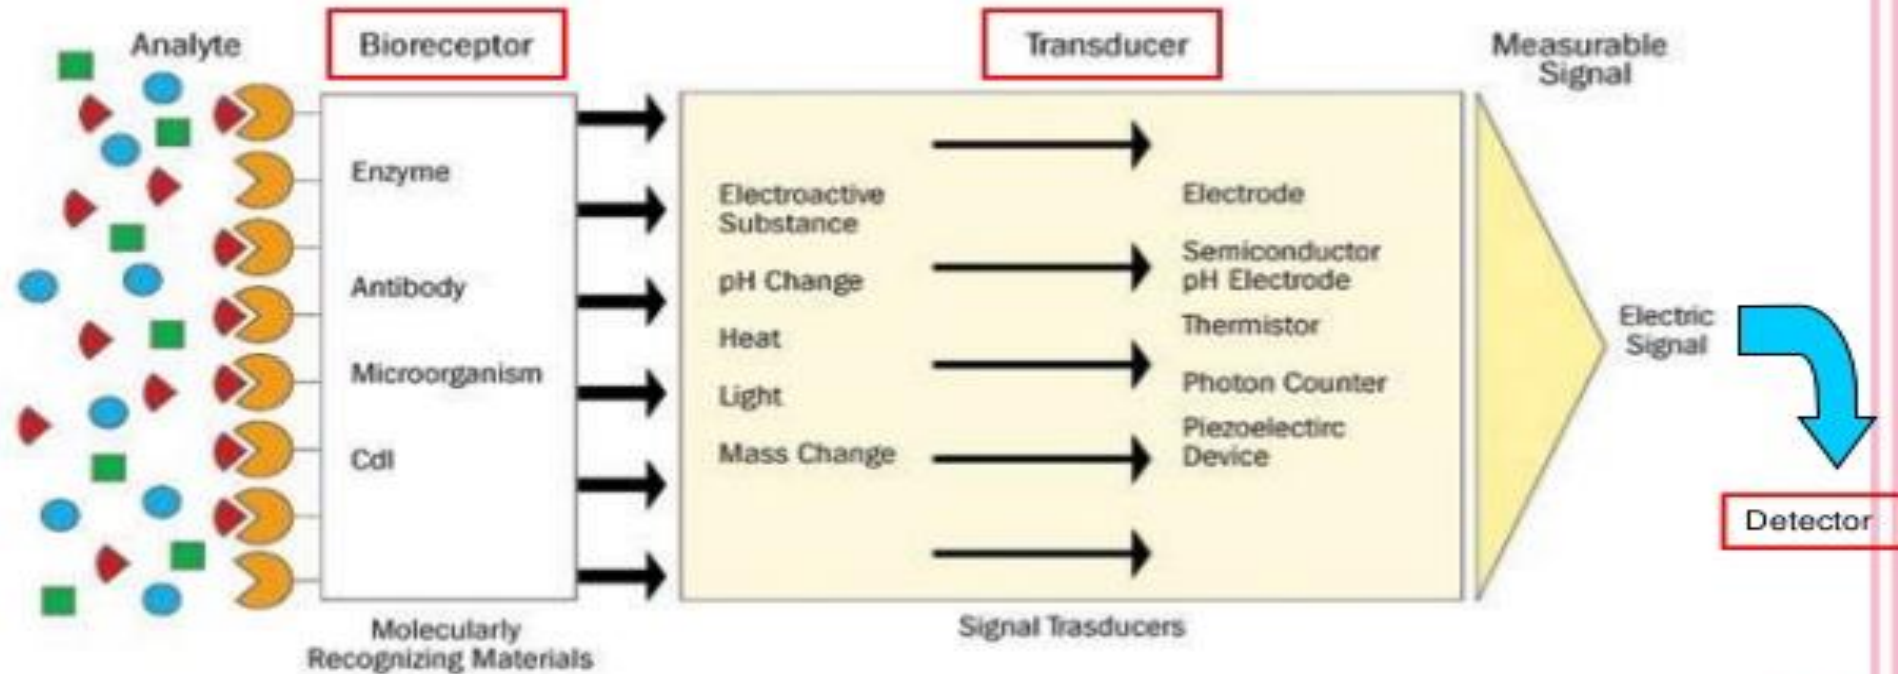 Analyte
Bioreceptor
Transducer
Measurable
Signal
Enzyme
Antibody
Microorganism
Cdl
Electroactive
Substance
pH Change
Heat
Light
Mass Change
Electrode
Semiconductor
pH Electrode
Thermistor
Photon Counter
Piezoelectirc
Device
Electric
Signal
Detector
Molecularly
Recognizing Materials
Signal Trasducers